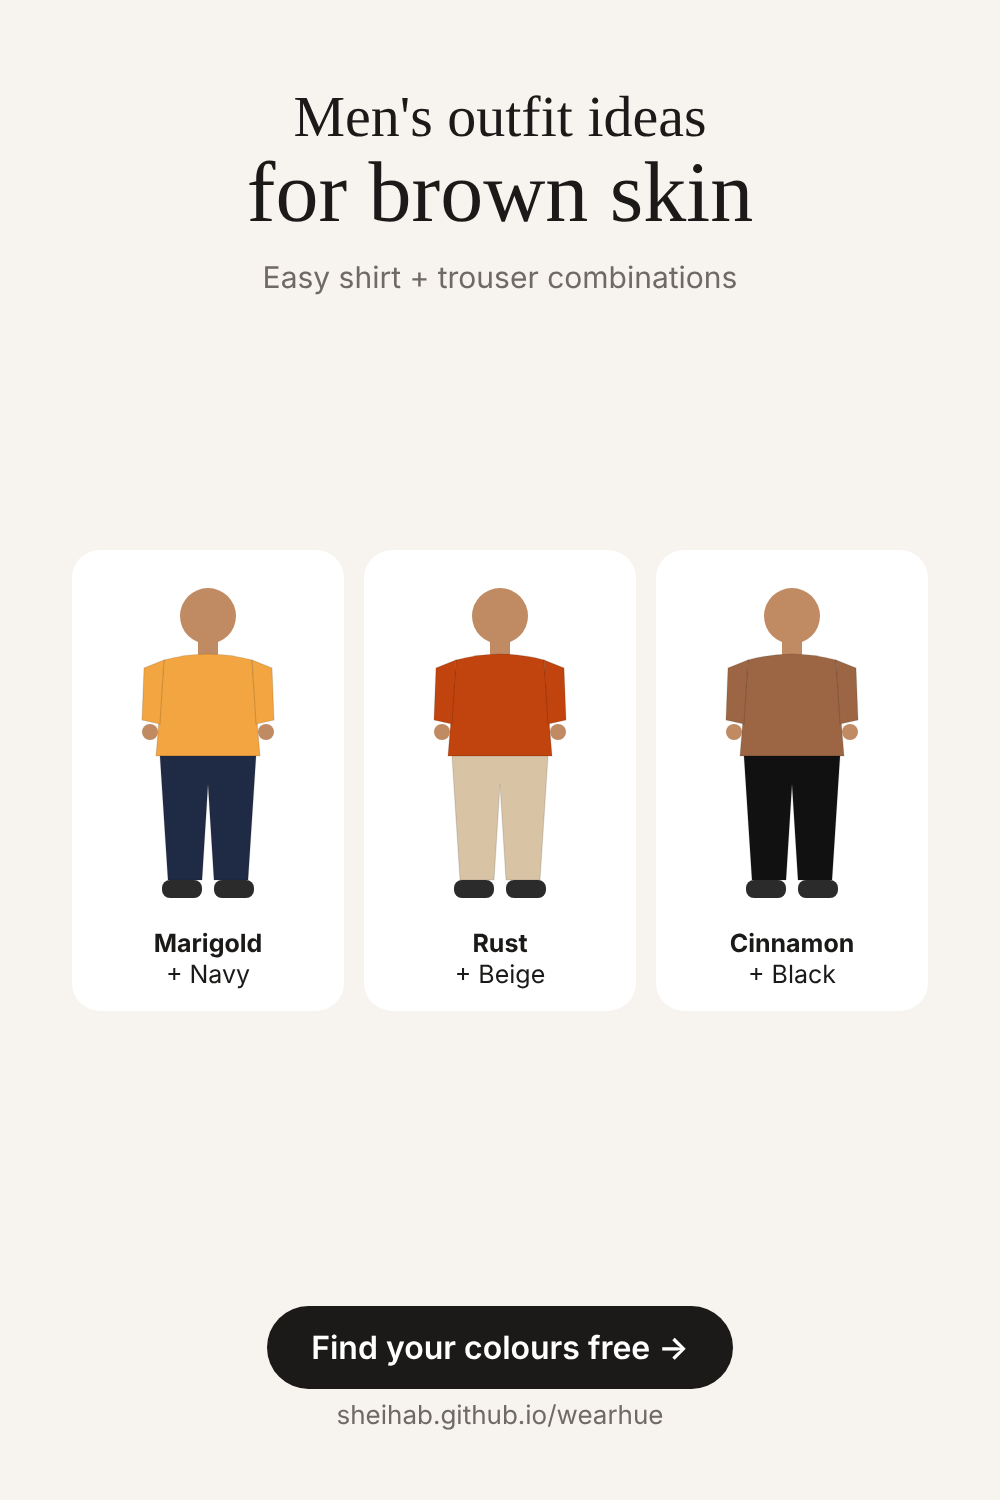 Men's outfit ideas
for brown skin
Easy shirt + trouser combinations
Marigold
+ Navy
Rust
+ Beige
Cinnamon
+ Black
Find your colours free →
sheihab.github.io/wearhue